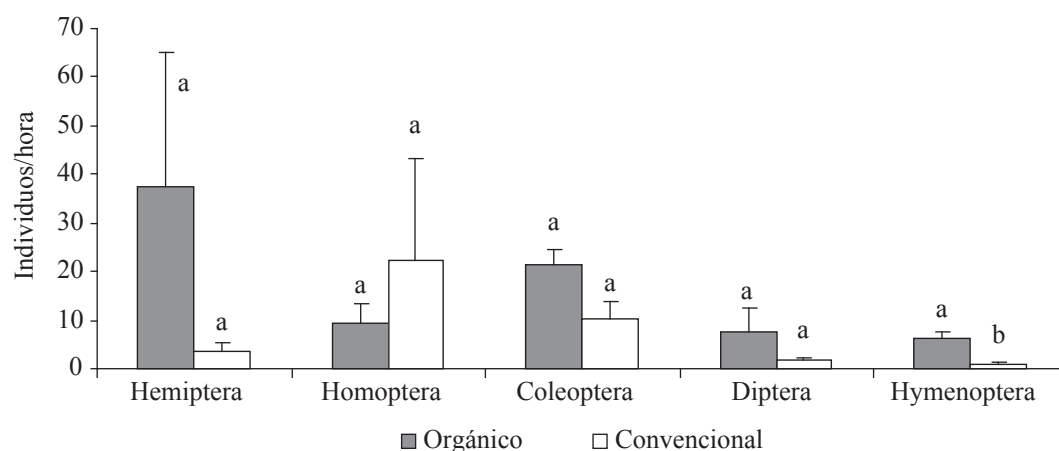 Individuos/hora
70
60
50
40
30
20
10
0
a
a
a
a
a
a
a
a
a
b
Hemiptera Homoptera Coleoptera Diptera Hymenoptera
Orgánico Convencional